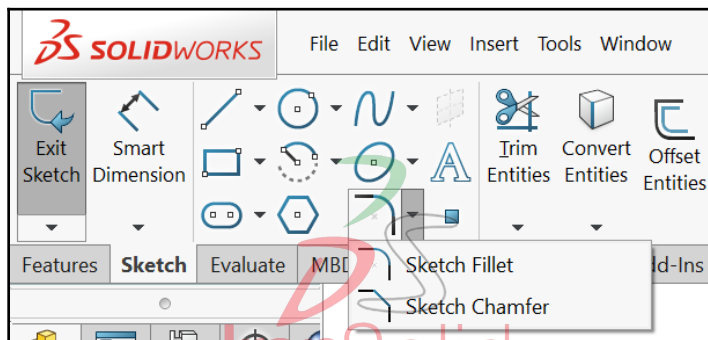 SOLIDWORKS File Edit View Insert Tools Window
Exit Sketch
Smart Dimension
Trim Entities
Convert Entities
Offset Entities
Features Sketch Evaluate MBD
Sketch Fillet
Sketch Chamfer